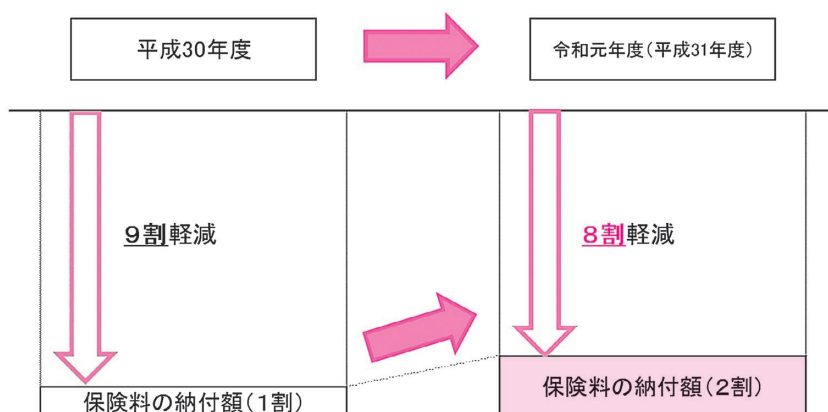 平成30年度
令和元年度(平成31年度)
9割軽減
8割軽減
保険料の納付額(1割)
保険料の納付額(2割)